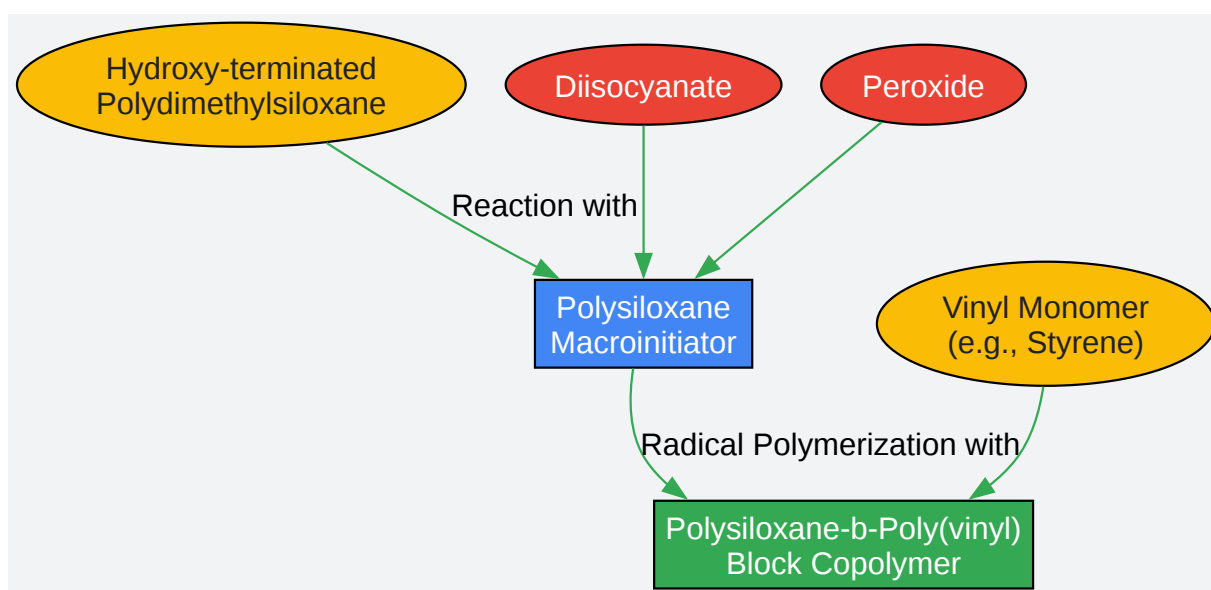 Hydroxy-terminated
Polydimethylsiloxane
Diisocyanate
Peroxide
Reaction with
Polysiloxane
Macroinitiator
Vinyl Monomer
(e.g., Styrene)
Radical Polymerization with
Polysiloxane-b-Poly(vinyl)
Block Copolymer